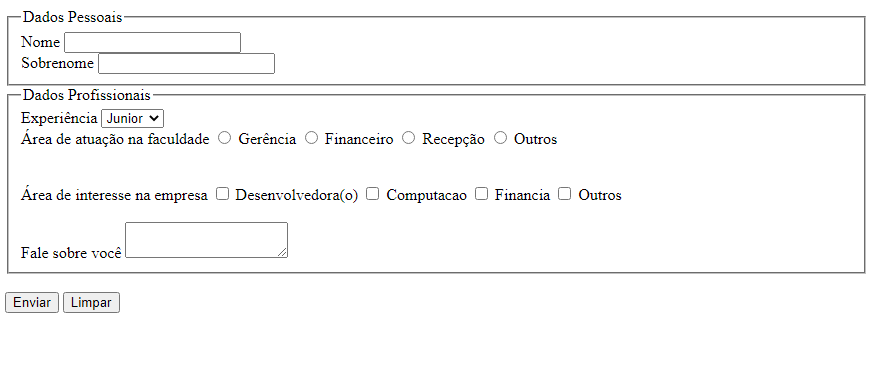 Dados Pessoais
Nome
Sobrenome
Dados Profissionais
Experiência Junior
Área de atuação na faculdade Gerência Financeiro Recepção Outros
Área de interesse na empresa Desenvolvedora(o) Computacao Financia Outros
Fale sobre você
Enviar Limpar